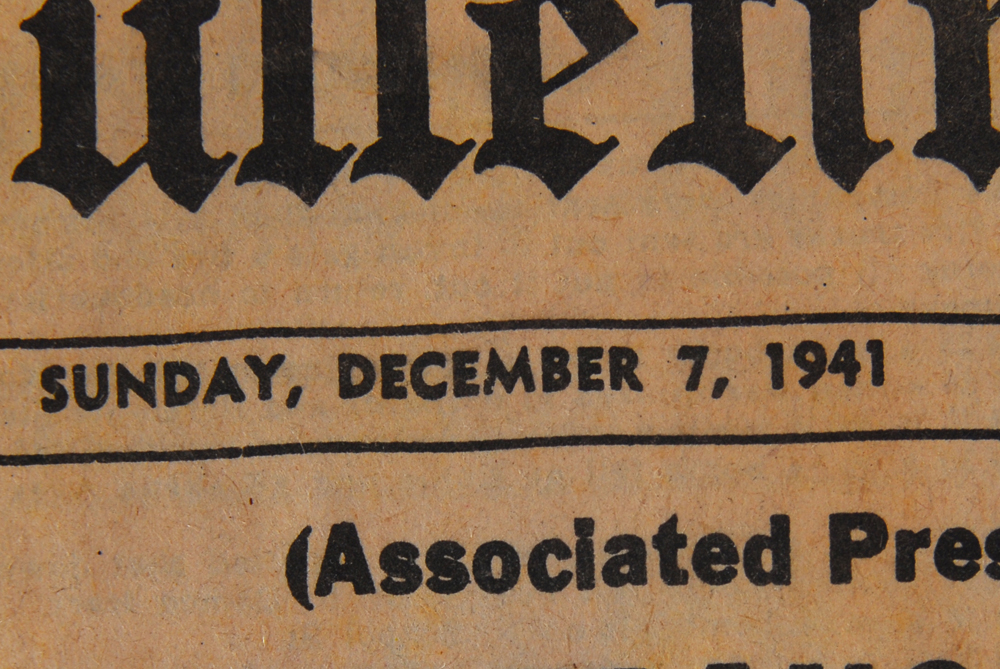 SUNDAY, DECEMBER 7, 1941
(Associated Pres